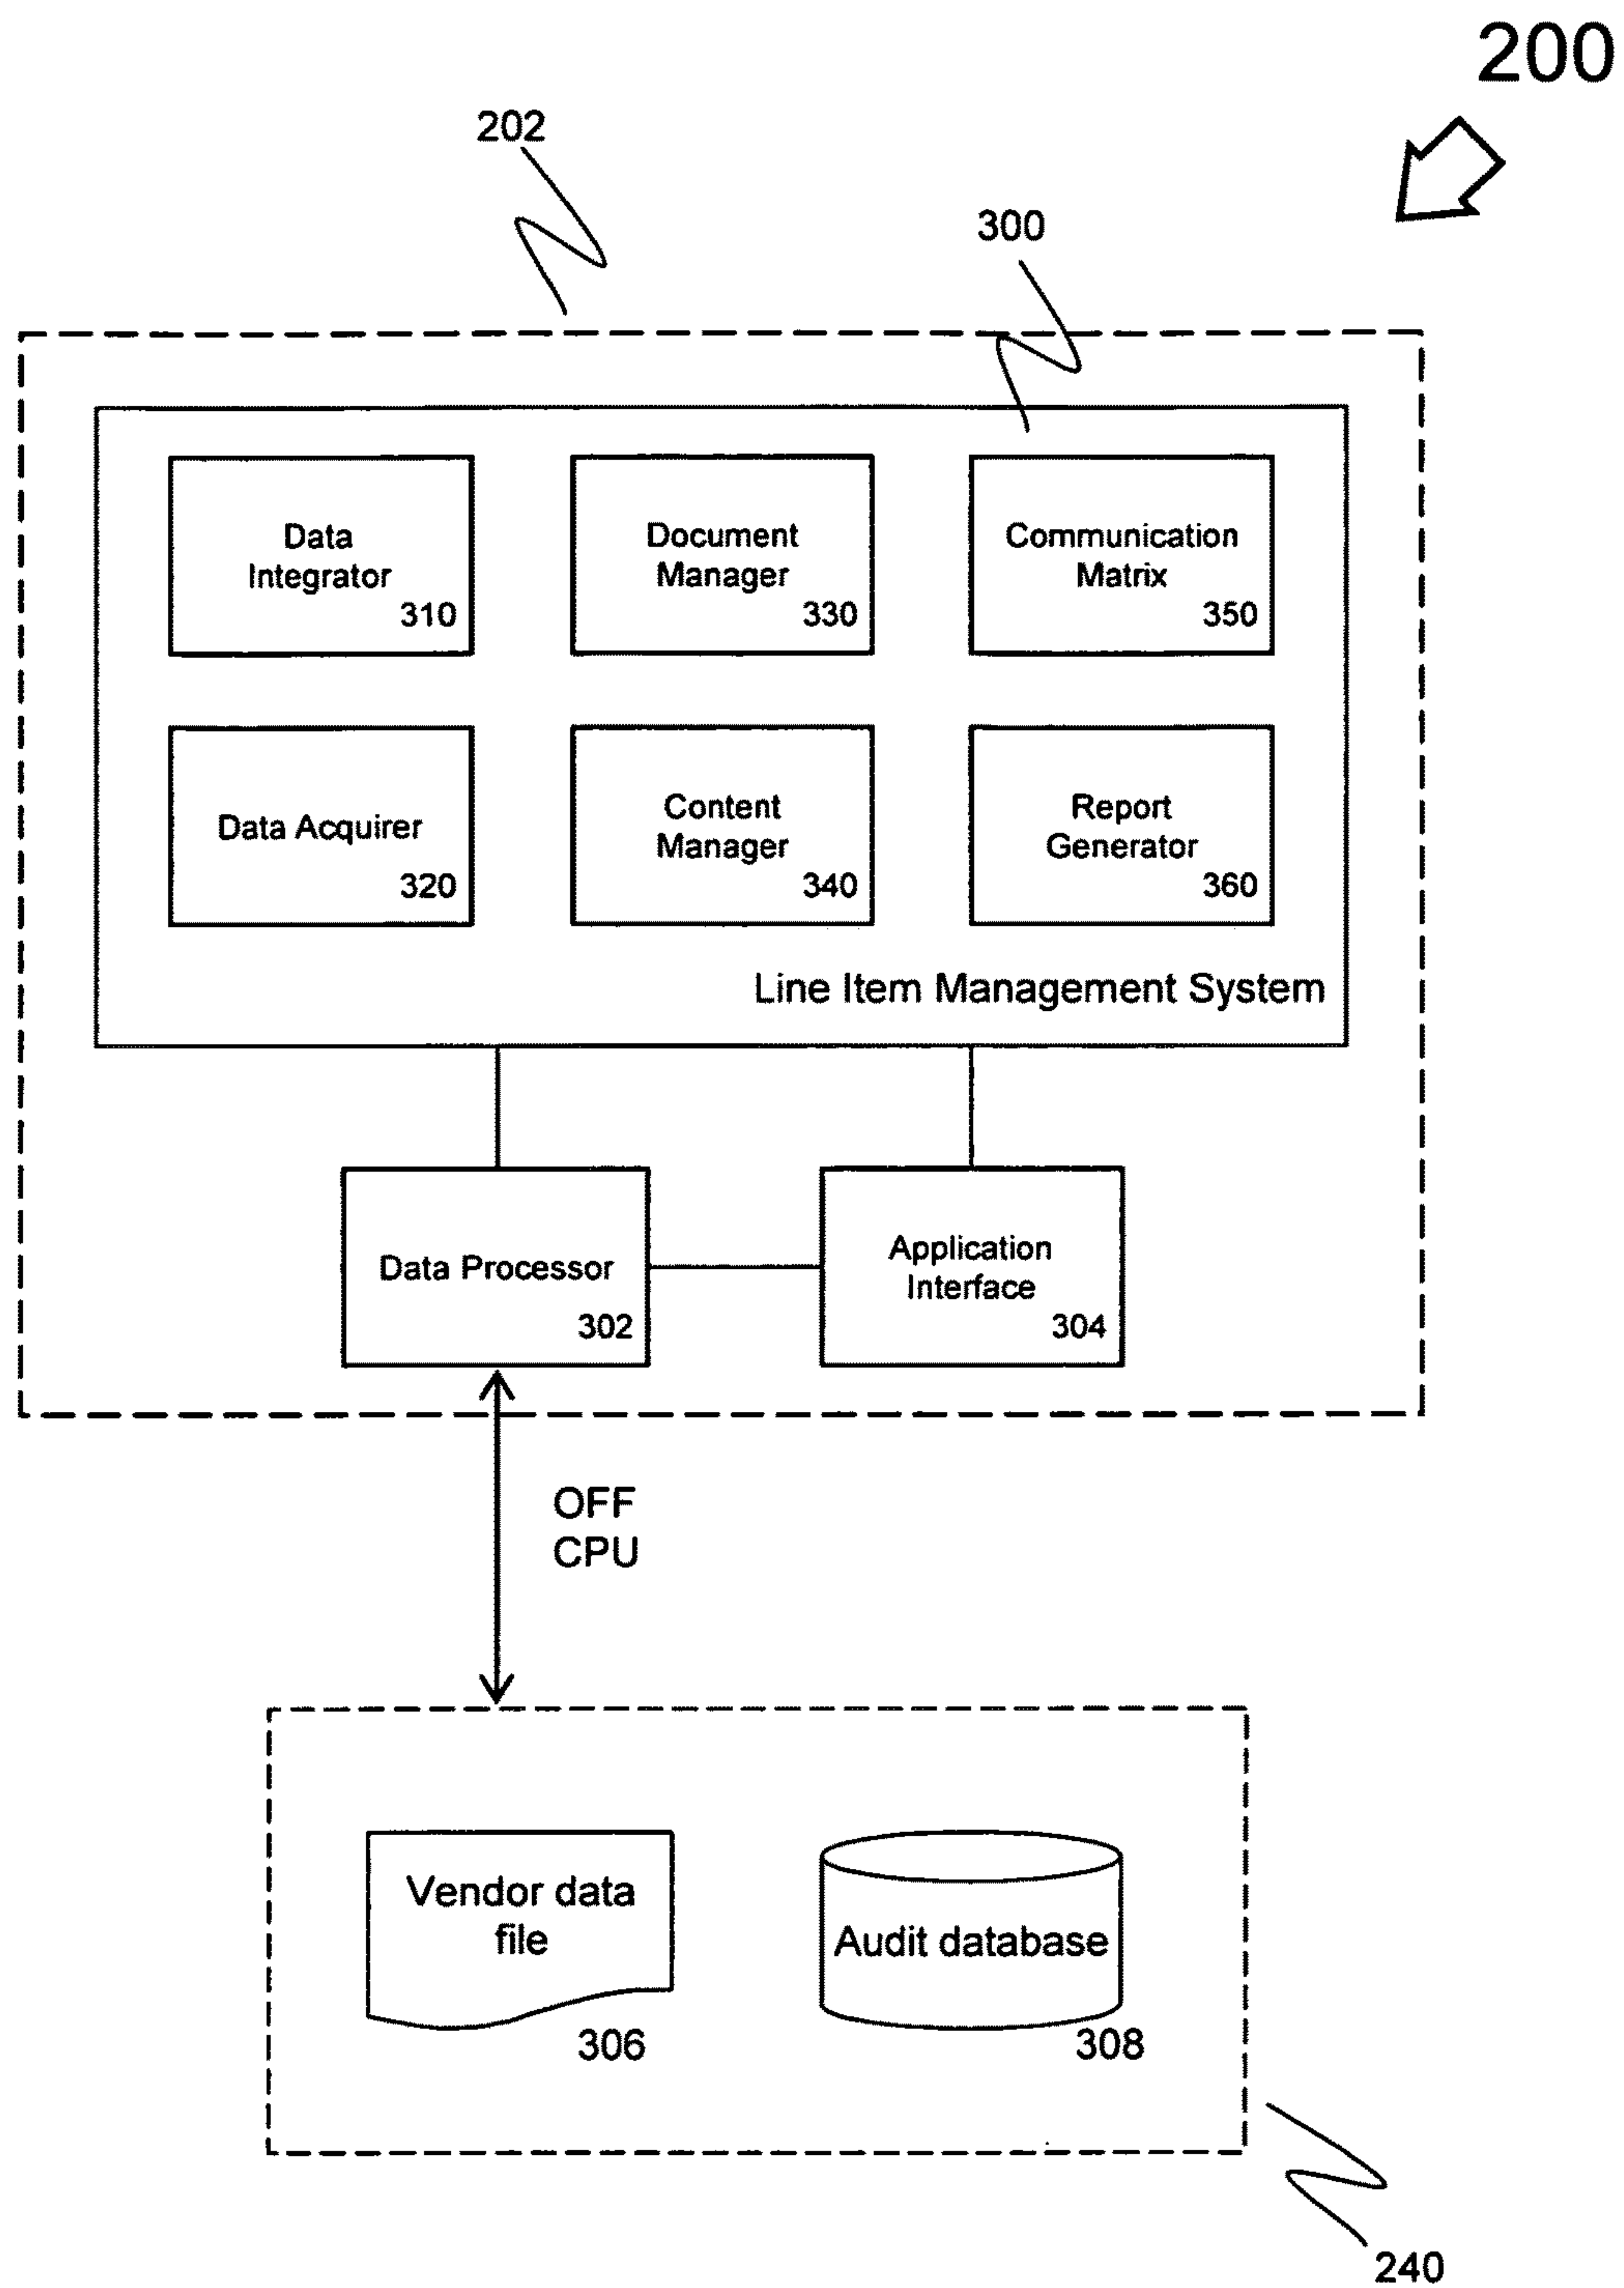 200
202
300
Data
Integrator
310
Document
Manager
330
Communication
Matrix
350
Data Acquirer
320
Content
Manager
340
Report
Generator
360
Line Item Management System
Data Processor
302
Application
Interface
304
OFF
CPU
Vendor data
file
306
Audit database
308
240